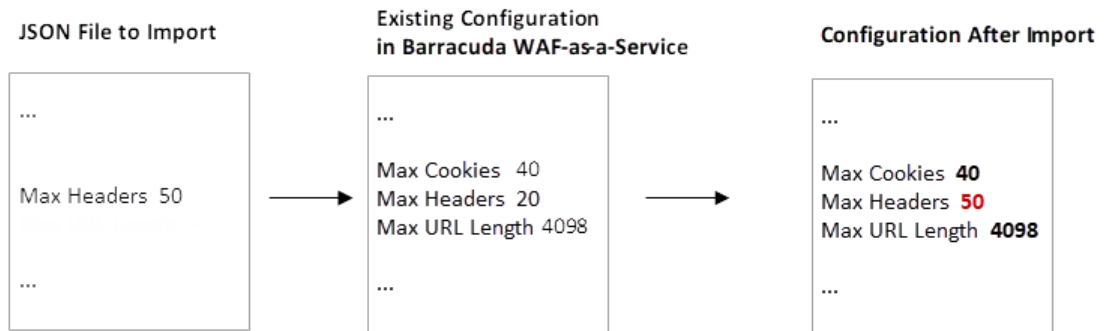 JSON File to Import
...
Max Headers 50
...
Existing Configuration
in Barracuda WAF-as-a-Service
...
Max Cookies 40
Max Headers 20
Max URL Length 4098
...
Configuration After Import
...
Max Cookies 40
Max Headers 50
Max URL Length 4098
...